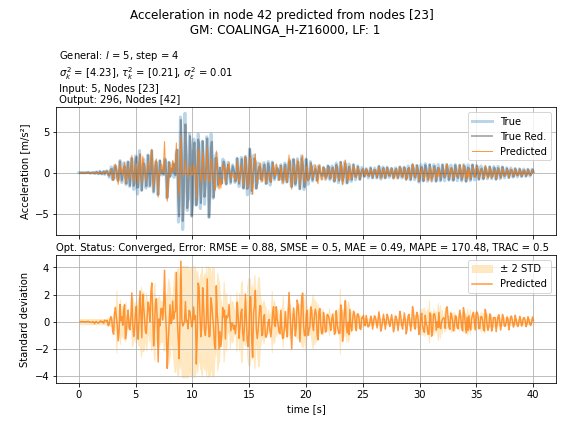 Acceleration in node 42 predicted from nodes [23]
GM: COALINGA_H-Z16000, LF: 1
General: l = 5, step = 4
σ²ₖ = [4.23], τ²ₖ = [0.21], σ²ε = 0.01
Input: 5, Nodes [23]
Output: 296, Nodes [42]
Acceleration [m/s²]
5
0
−5
True
True Red.
Predicted
Opt. Status: Converged, Error: RMSE = 0.88, SMSE = 0.5, MAE = 0.49, MAPE = 170.48, TRAC = 0.5
Standard deviation
4
2
0
−2
−4
± 2 STD
Predicted
0 5 10 15 20 25 30 35 40
time [s]